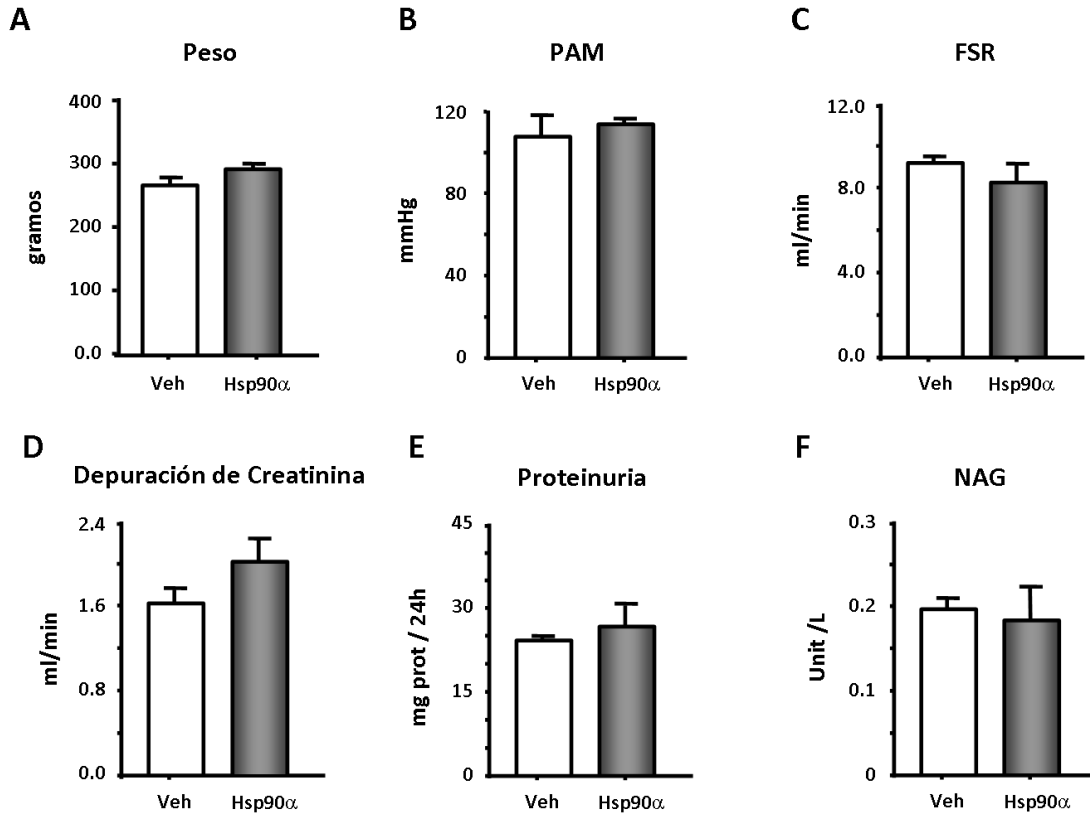 A
Peso
400
300
200
100
0.0
gramos
Veh
Hsp90α
B
PAM
120
80
40
0
mmHg
Veh
Hsp90α
C
FSR
12.0
8.0
4.0
0.0
ml/min
Veh
Hsp90α
D
Depuración de Creatinina
2.4
1.6
0.8
0.0
ml/min
Veh
Hsp90α
E
Proteinuria
45
30
15
0
mg prot / 24h
Veh
Hsp90α
F
NAG
0.3
0.2
0.1
0
Unit /L
Veh
Hsp90α